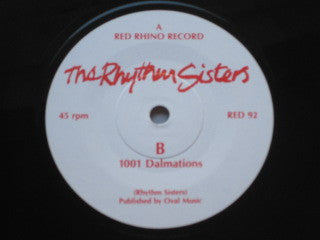 A
RED RHINO RECORD
The Rhythm Sisters
45 rpm
RED 92
B
1001 Dalmations
(Rhythm Sisters)
Published by Oval Music